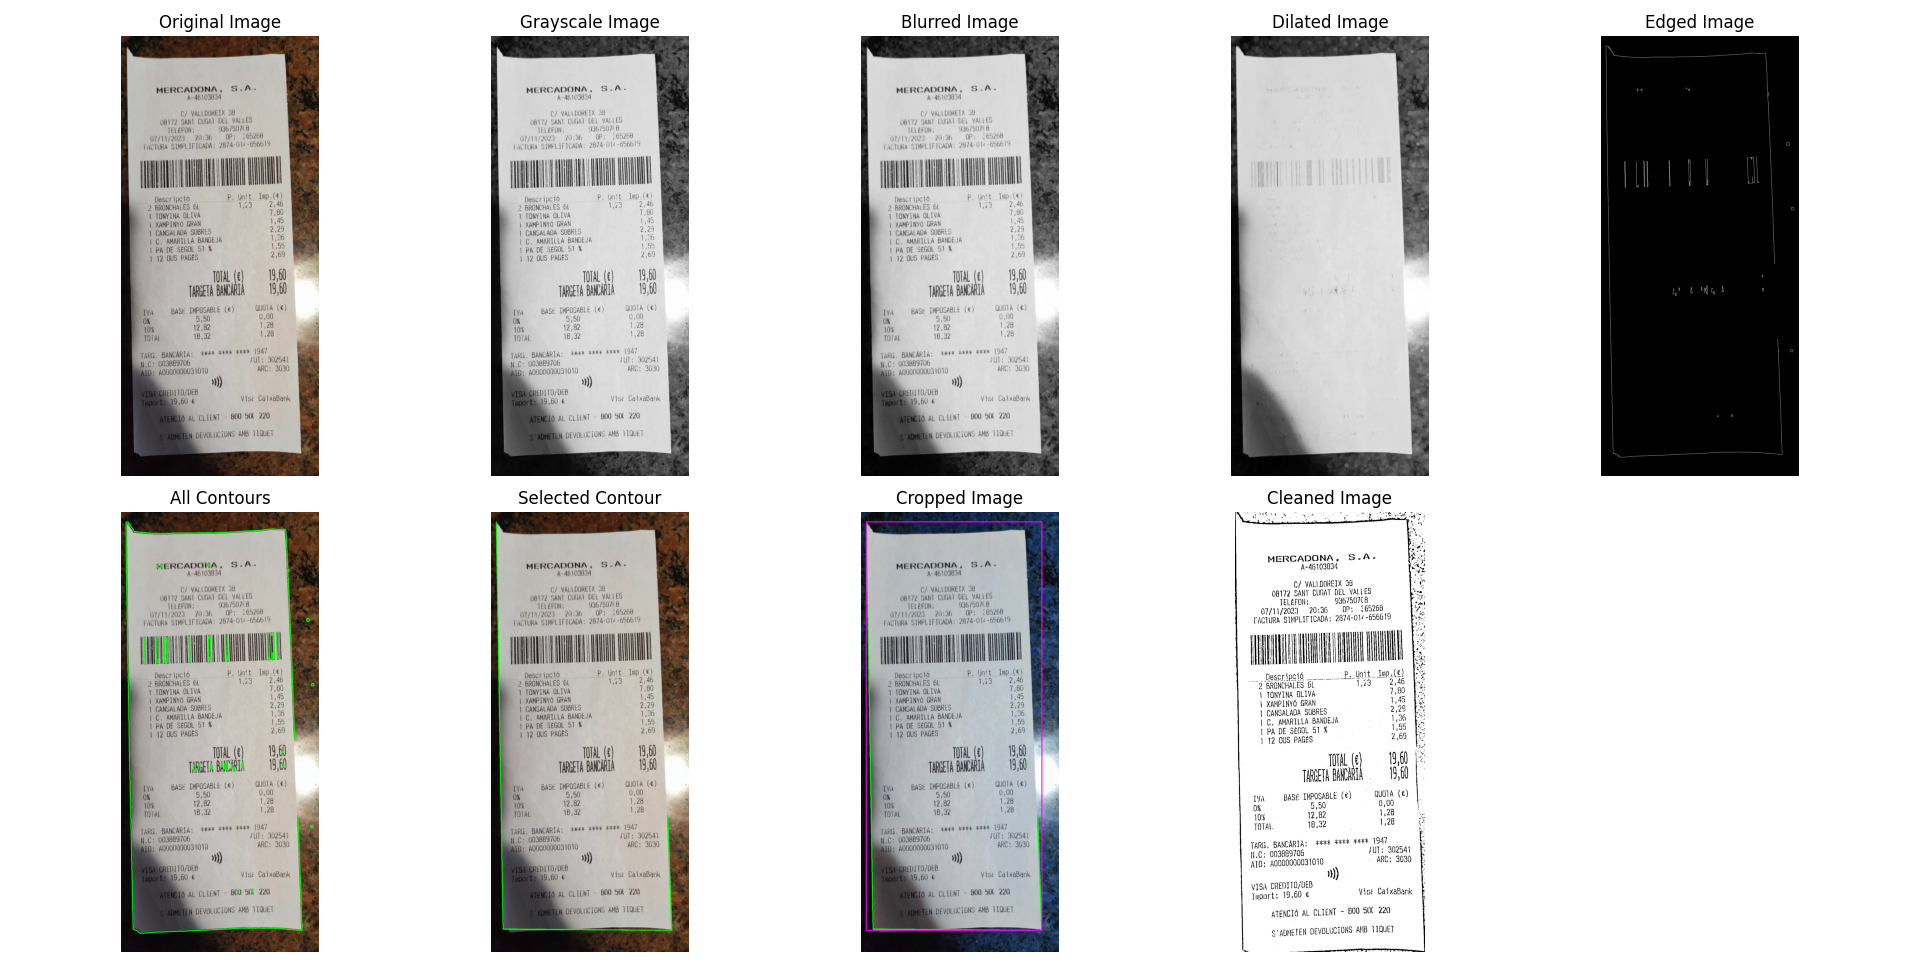 Original Image
Grayscale Image
Blurred Image
Dilated Image
Edged Image
All Contours
Selected Contour
Cropped Image
Cleaned Image
MERCADONA, S.A.
A-46103834
C/ VALLDOREIX 38
08172 SANT CUGAT DEL VALLES
TELÈFON:
07/11/2023 20:36 OP:
FACTURA SIMPLIFICADA:
Descripció P. Unit Imp.(€)
2 BRONCHALES 6L 1,23 2,46
1 TONYINA OLIVA 7,80
1 XAMPINYÓ GRAN 1,45
1 CANSALADA SOBRES 2,29
1 C. AMARILLA BANDEJA 1,36
1 PA DE SEGOL 51 % 1,55
1 12 OUS PAGES 2,69
TOTAL (€) 19,60
TARGETA BANCARIA 19,60
IVA BASE IMPOSABLE (€) QUOTA (€)
0% 5,50 0,00
10% 12,82 1,28
TOTAL 18,32 1,28
TARG. BANCARIA: **** **** **** 1947
N.C: 003889706 AUT: 302541
AID: A0000000031010 ARC: 3030
VISA CREDITO/DEB
Import: 19,60 € Visa CaixaBank
ATENCIÓ AL CLIENT - 800 500 220
S'ADMETEN DEVOLUCIONS AMB TIQUET